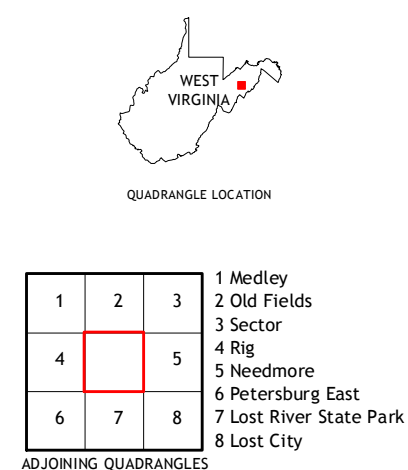 WEST
VIRGINIA
QUADRANGLE LOCATION
1 2 3
4 5
6 7 8
1 Medley
2 Old Fields
3 Sector
4 Rig
5 Needmore
6 Petersburg East
7 Lost River State Park
8 Lost City
ADJOINING QUADRANGLES